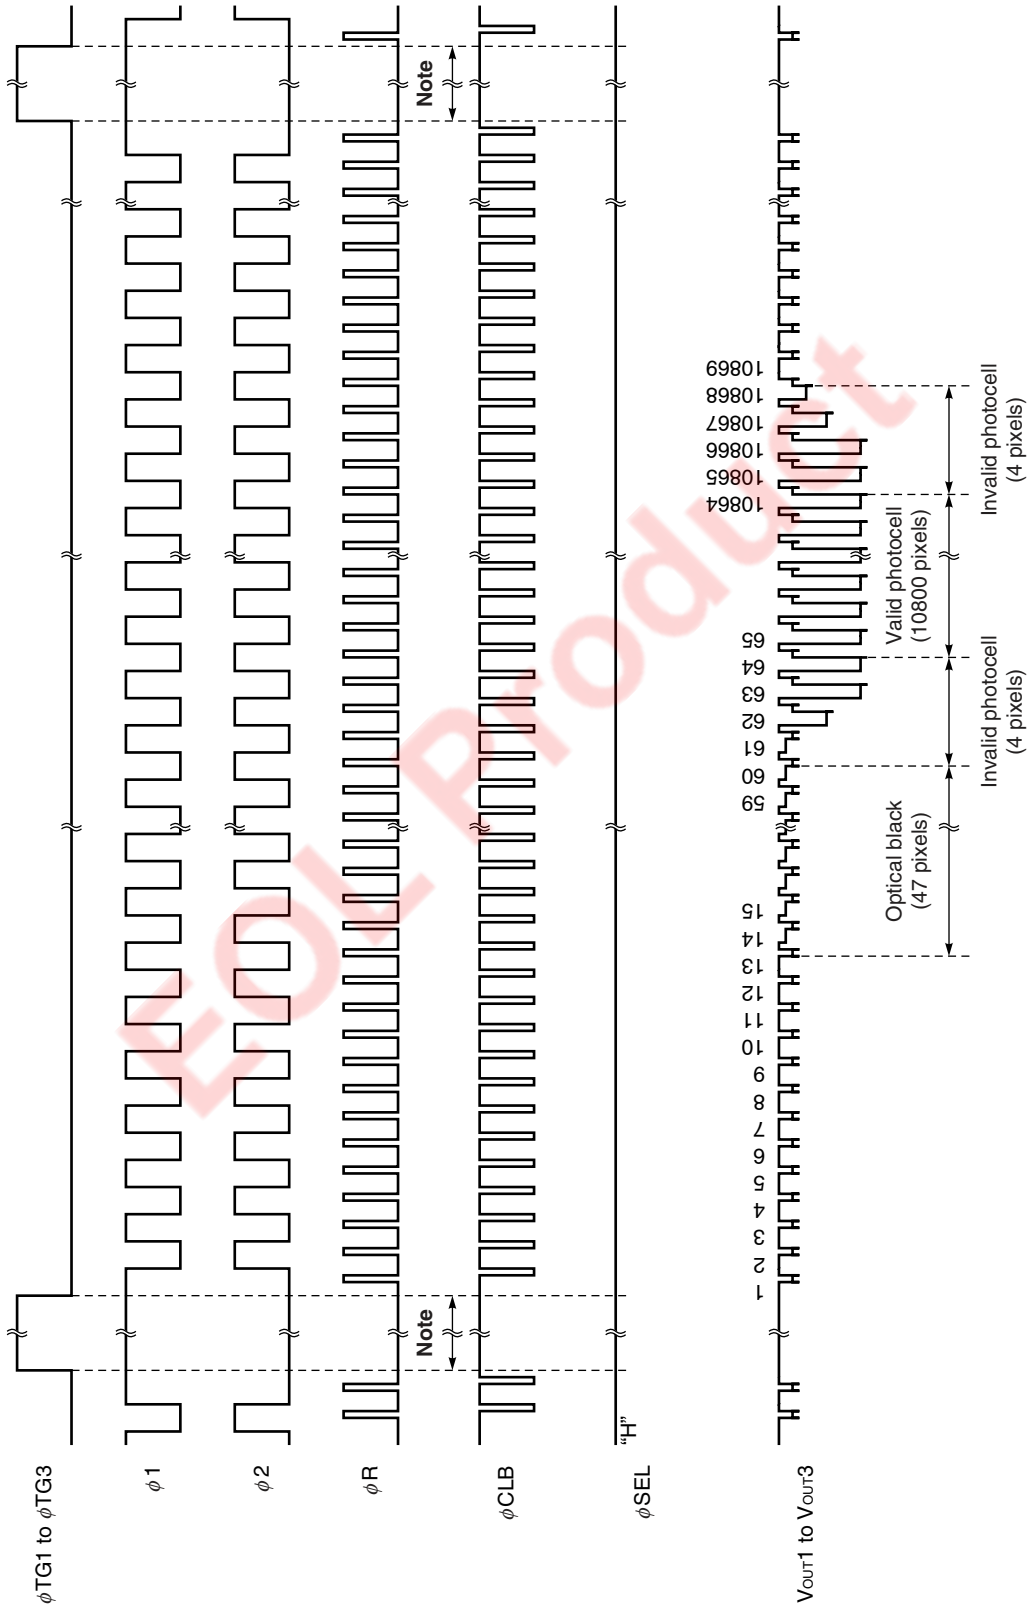 φTG1 to φTG3
φ1
φ2
φR
Note
Note
φCLB
φSEL
“H”
VOUT1 to VOUT3
1
2
3
4
5
6
7
8
9
10
11
12
13
14
15
59
60
61
62
63
64
65
10864
10865
10866
10867
10868
10869
Optical black
(47 pixels)
Invalid photocell
(4 pixels)
Valid photocell
(10800 pixels)
Invalid photocell
(4 pixels)
EOL Product